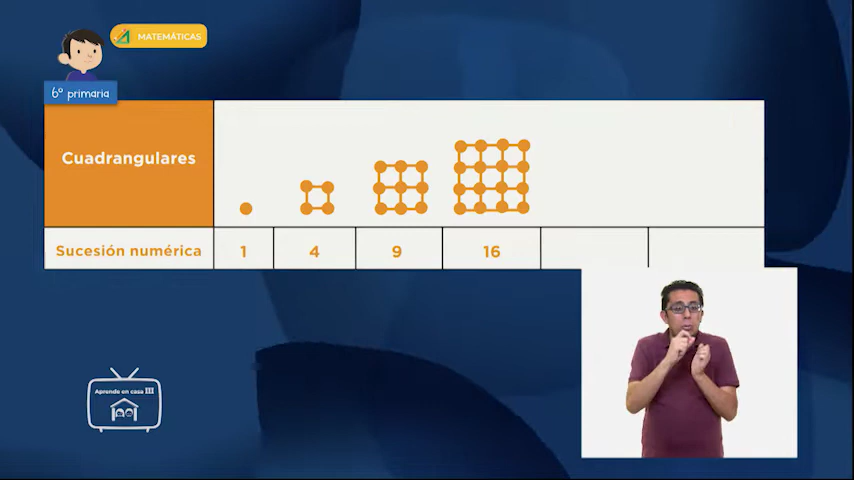 MATEMÁTICAS
6º primaria
Cuadrangulares
Sucesión numérica 1 4 9 16
Aprende en casa III